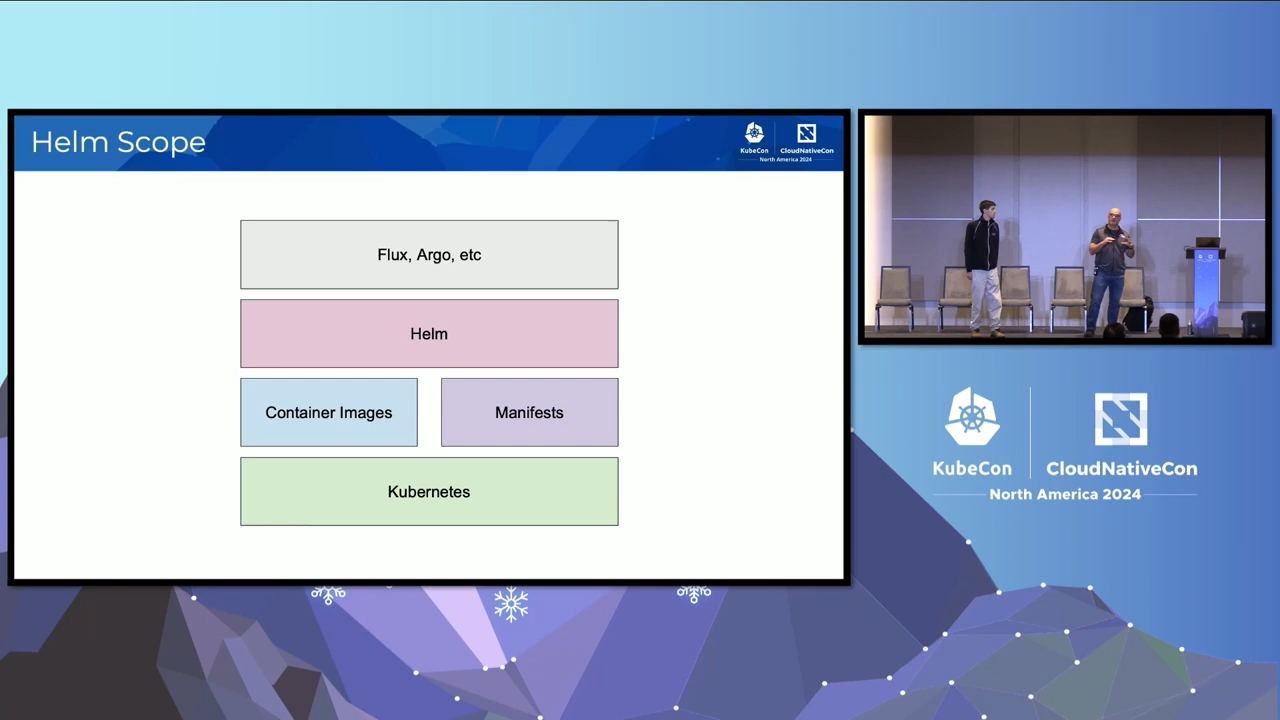 Helm Scope
KubeCon
CloudNativeCon
North America 2024
Flux, Argo, etc
Helm
Container Images
Manifests
Kubernetes
KubeCon
CloudNativeCon
North America 2024